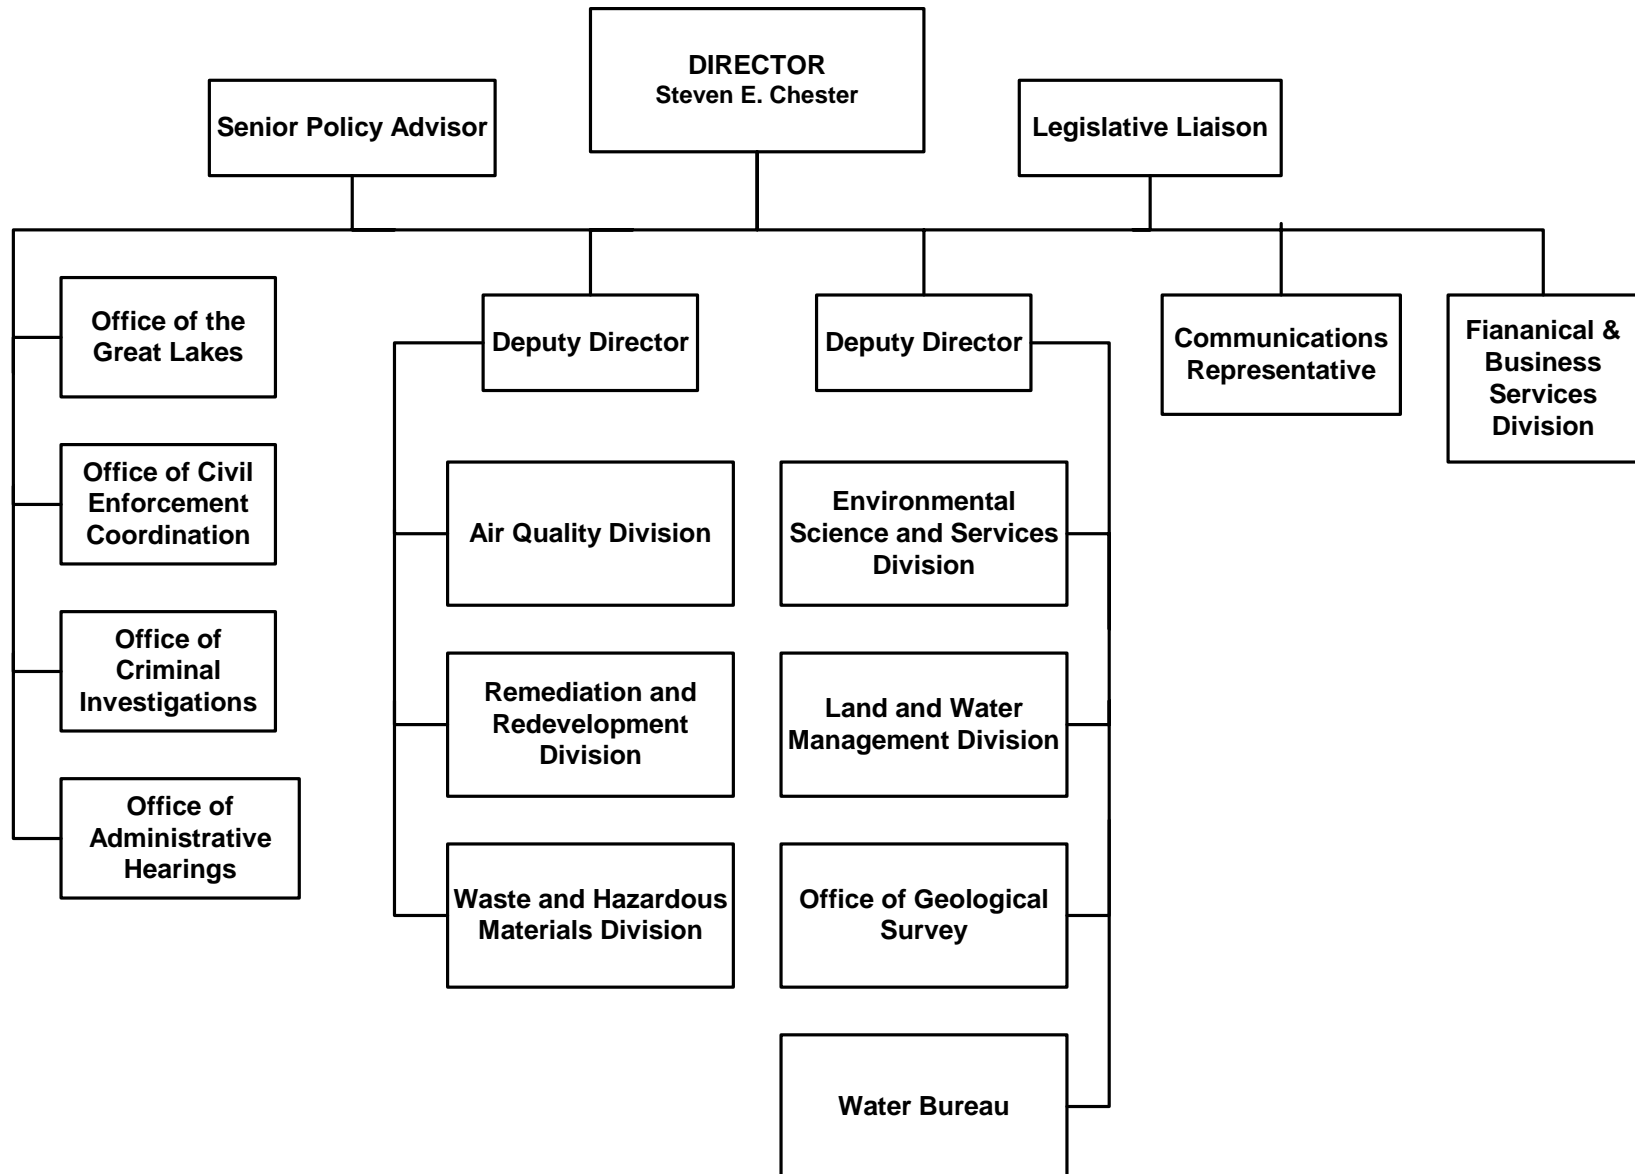 DIRECTOR
Steven E. Chester
Senior Policy Advisor
Legislative Liaison
Office of the
Great Lakes
Office of Civil
Enforcement
Coordination
Office of
Criminal
Investigations
Office of
Administrative
Hearings
Deputy Director
Air Quality Division
Remediation and
Redevelopment
Division
Waste and Hazardous
Materials Division
Deputy Director
Environmental
Science and Services
Division
Land and Water
Management Division
Office of Geological
Survey
Water Bureau
Communications
Representative
Fiananical &
Business
Services
Division